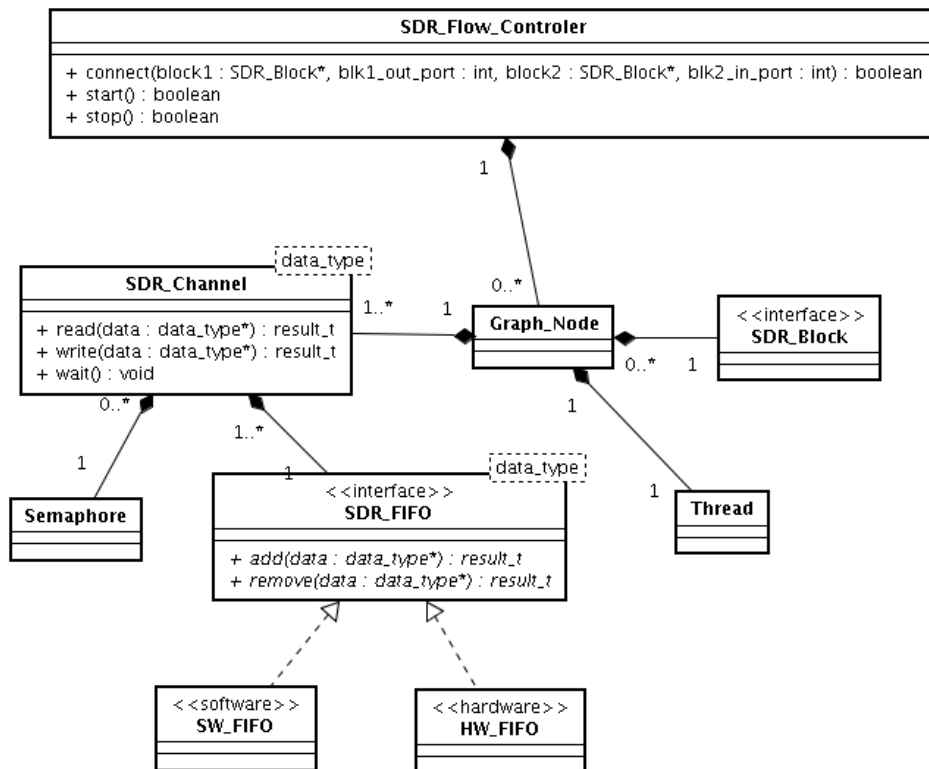 SDR_Flow_Controler
+ connect(block1 : SDR_Block*, blk1_out_port : int, block2 : SDR_Block*, blk2_in_port : int) : boolean
+ start() : boolean
+ stop() : boolean
1
data_type
SDR_Channel
+ read(data : data_type*) : result_t
+ write(data : data_type*) : result_t
+ wait() : void
1..*
1
0..*
Graph_Node
0..*
1
<<interface>>
SDR_Block
0..*
1..*
1
1
1
1
data_type
Semaphore
<<interface>>
SDR_FIFO
+ add(data : data_type*) : result_t
+ remove(data : data_type*) : result_t
Thread
<<software>>
SW_FIFO
<<hardware>>
HW_FIFO